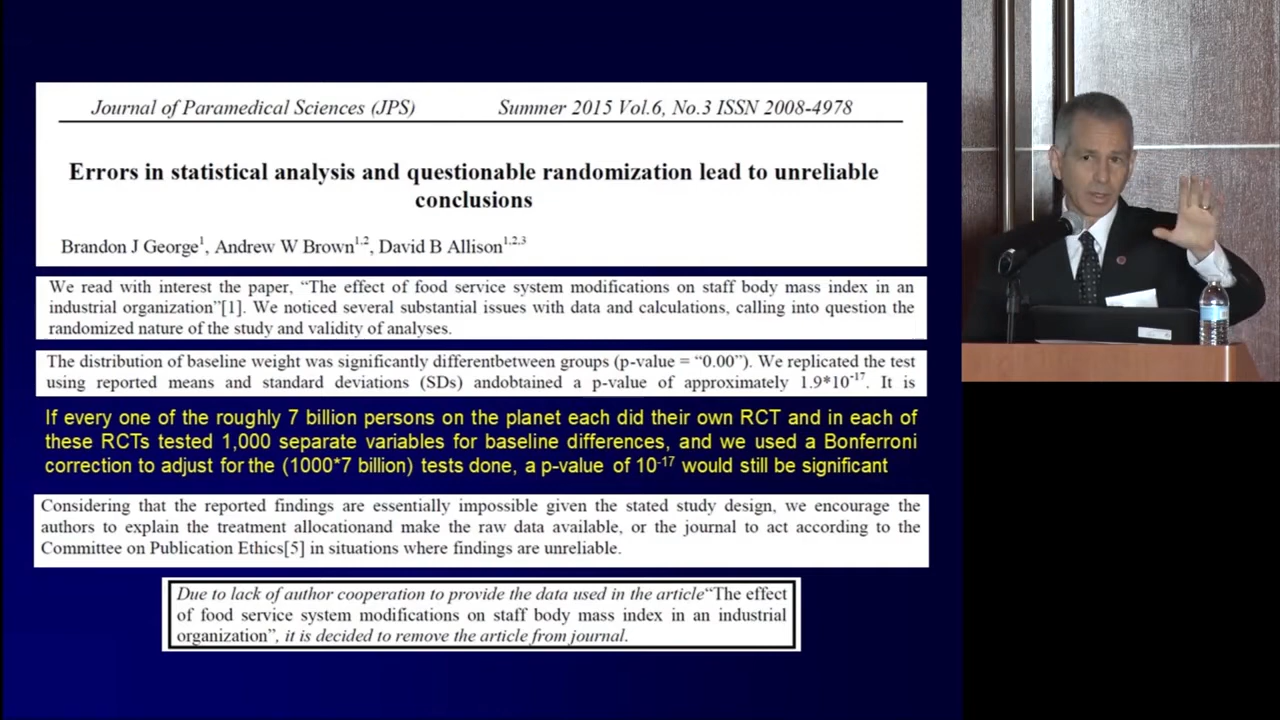 Journal of Paramedical Sciences (JPS) Summer 2015 Vol.6, No.3 ISSN 2008-4978
Errors in statistical analysis and questionable randomization lead to unreliable
conclusions
Brandon J George1, Andrew W Brown1,2, David B Allison1,2,3
We read with interest the paper, “The effect of food service system modifications on staff body mass index in an
industrial organization”[1]. We noticed several substantial issues with data and calculations, calling into question the
randomized nature of the study and validity of analyses.
The distribution of baseline weight was significantly differentbetween groups (p-value = “0.00”). We replicated the test
using reported means and standard deviations (SDs) andobtained a p-value of approximately 1.9*10-17. It is
If every one of the roughly 7 billion persons on the planet each did their own RCT and in each of
these RCTs tested 1,000 separate variables for baseline differences, and we used a Bonferroni
correction to adjust for the (1000*7 billion) tests done, a p-value of 10-17 would still be significant
Considering that the reported findings are essentially impossible given the stated study design, we encourage the
authors to explain the treatment allocationand make the raw data available, or the journal to act according to the
Committee on Publication Ethics[5] in situations where findings are unreliable.
Due to lack of author cooperation to provide the data used in the article“The effect
of food service system modifications on staff body mass index in an industrial
organization”, it is decided to remove the article from journal.